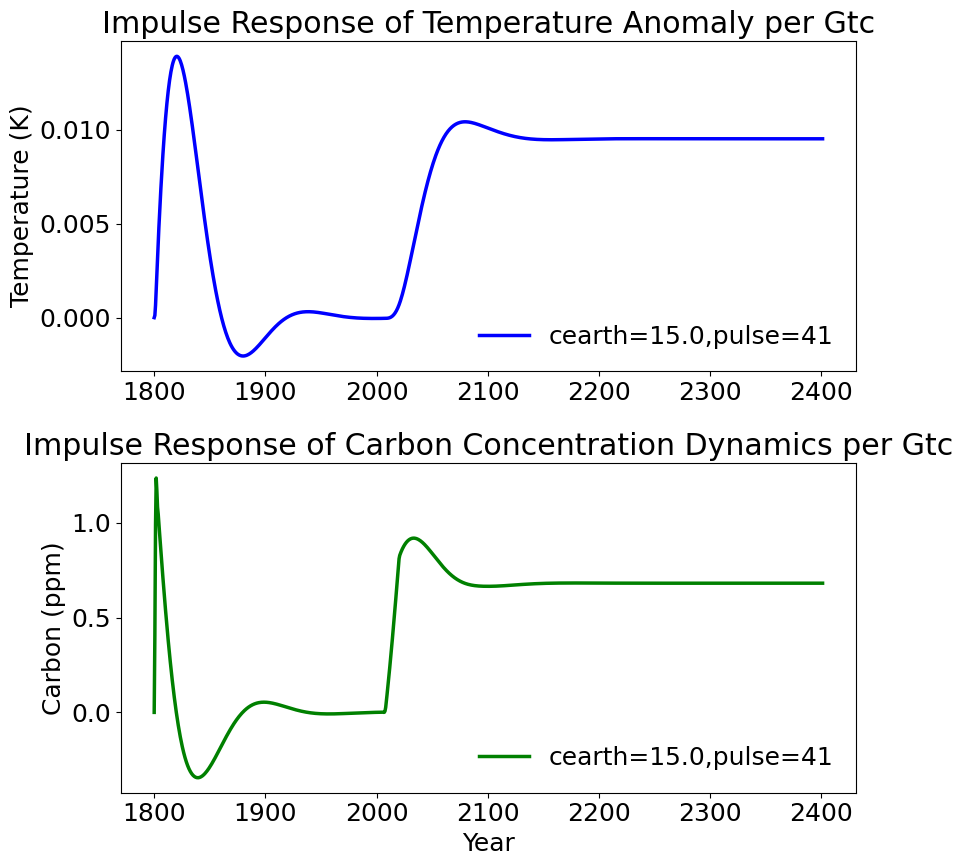 Impulse Response of Temperature Anomaly per Gtc
Temperature (K)
0.010
0.005
0.000
cearth=15.0,pulse=41
1800 1900 2000 2100 2200 2300 2400
Impulse Response of Carbon Concentration Dynamics per Gtc
Carbon (ppm)
1.0
0.5
0.0
cearth=15.0,pulse=41
1800 1900 2000 2100 2200 2300 2400
Year